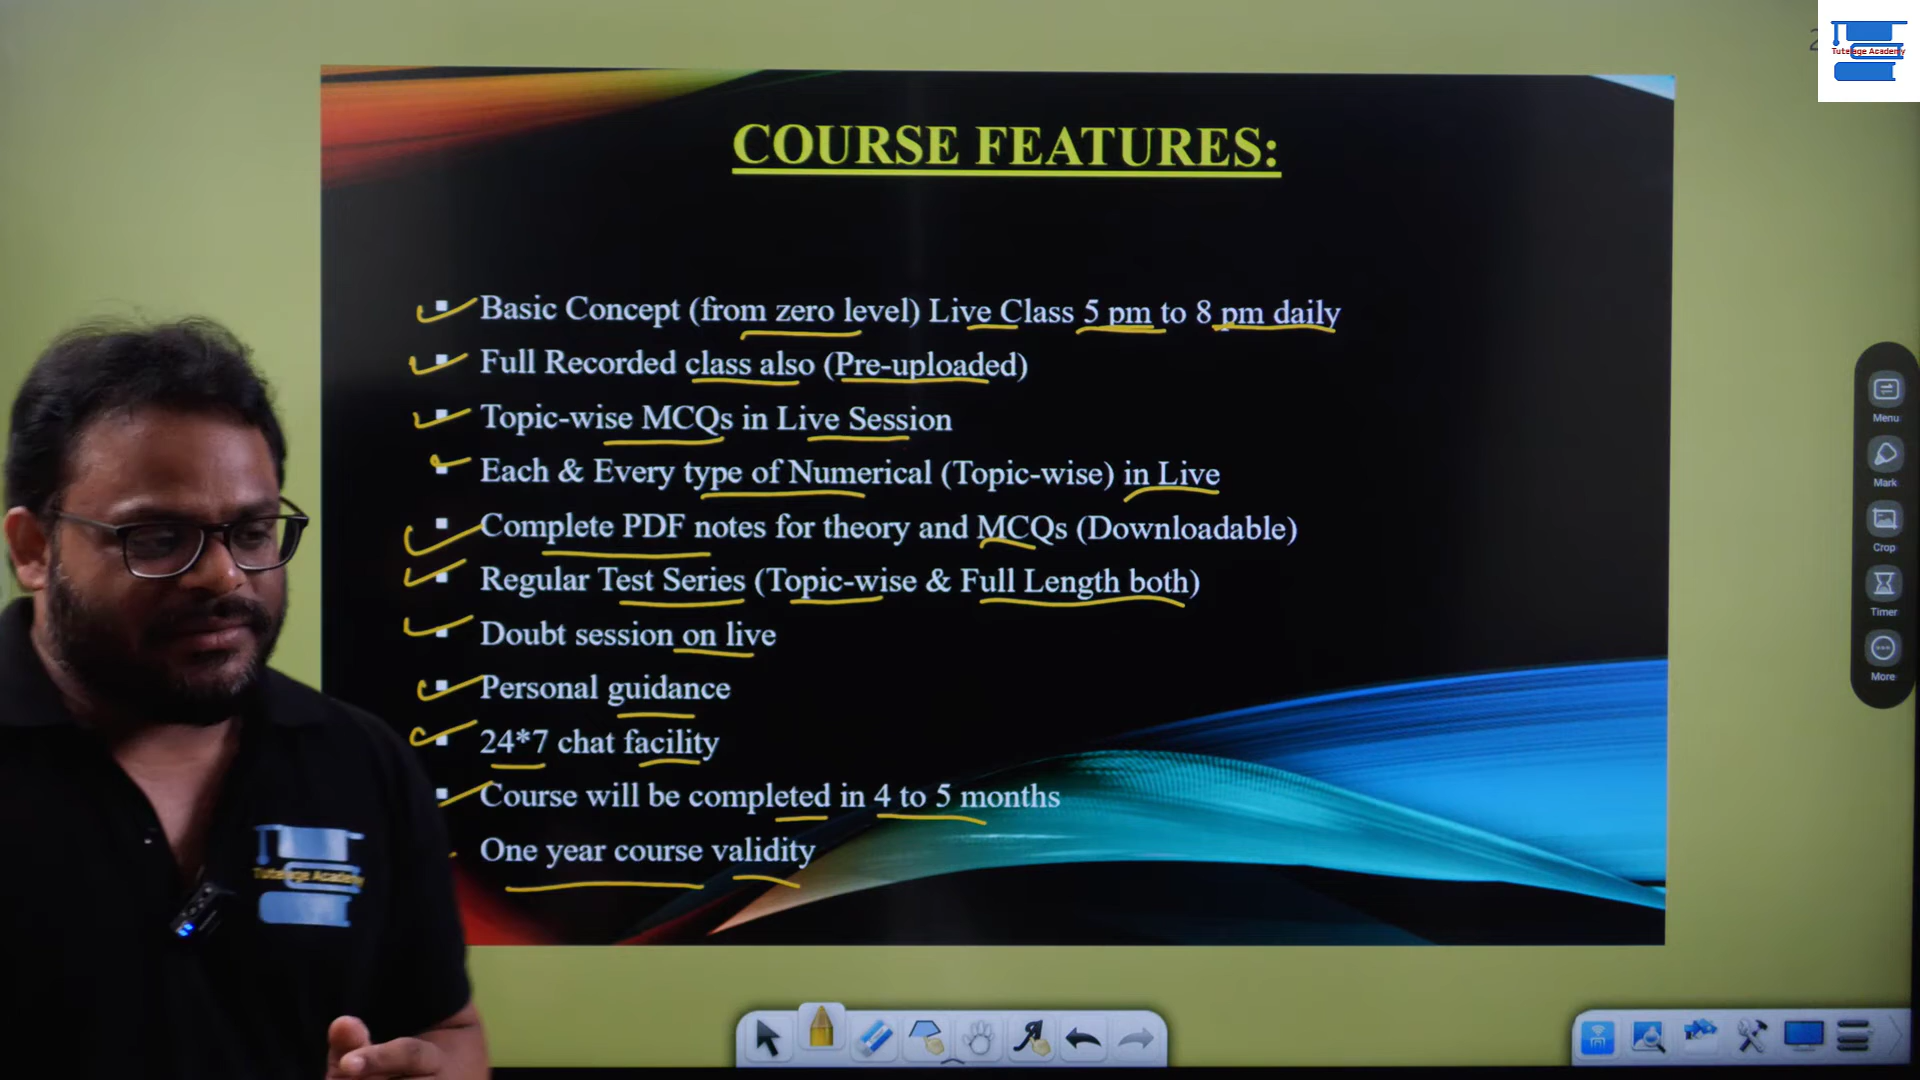 Tutelage Academy
COURSE FEATURES:
Basic Concept (from zero level) Live Class 5 pm to 8 pm daily
Full Recorded class also (Pre-uploaded)
Topic-wise MCQs in Live Session
Each & Every type of Numerical (Topic-wise) in Live
Complete PDF notes for theory and MCQs (Downloadable)
Regular Test Series (Topic-wise & Full Length both)
Doubt session on live
Personal guidance
24*7 chat facility
Course will be completed in 4 to 5 months
One year course validity
Menu
Mark
Crop
Timer
More
Tutelage Academy